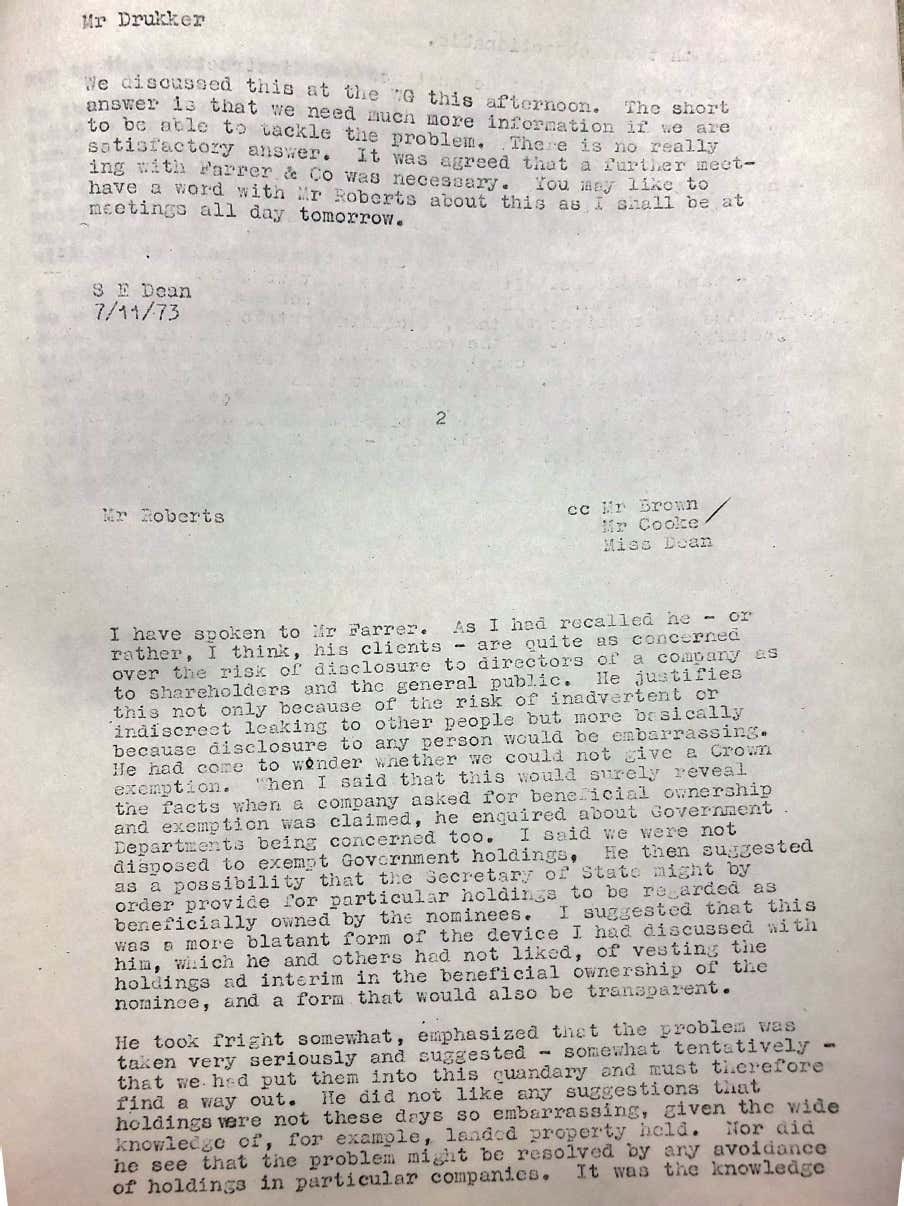 Mr Drukker
We discussed this at the WG this afternoon. The short
answer is that we need much more information if we are
to be able to tackle the problem. There is no really
satisfactory answer. It was agreed that a further meet-
ing with Farrer & Co was necessary. You may like to
have a word with Mr Roberts about this as I shall be at
meetings all day tomorrow.
S E Dean
7/11/73
2
Mr Roberts
cc Mr Brown
Mr Cooke /
Miss Dean
I have spoken to Mr Farrer. As I had recalled he - or
rather, I think, his clients - are quite as concerned
over the risk of disclosure to directors of a company as
to shareholders and the general public. He justifies
this not only because of the risk of inadvertent or
indiscreet leaking to other people but more basically
because disclosure to any person would be embarrassing.
He had come to wonder whether we could not give a Crown
exemption. When I said that this would surely reveal
the facts when a company asked for beneficial ownership
and exemption was claimed, he enquired about Government
Departments being concerned too. I said we were not
disposed to exempt Government holdings, He then suggested
as a possibility that the Secretary of State might by
order provide for particular holdings to be regarded as
beneficially owned by the nominees. I suggested that this
was a more blatant form of the device I had discussed with
him, which he and others had not liked, of vesting the
holdings ad interim in the beneficial ownership of the
nominee, and a form that would also be transparent.
He took fright somewhat, emphasized that the problem was
taken very seriously and suggested - somewhat tentatively -
that we had put them into this quandary and must therefore
find a way out. He did not like any suggestions that
holdings were not these days so embarrassing, given the wide
knowledge of, for example, landed property held. Nor did
he see that the problem might be resolved by any avoidance
of holdings in particular companies. It was the knowledge